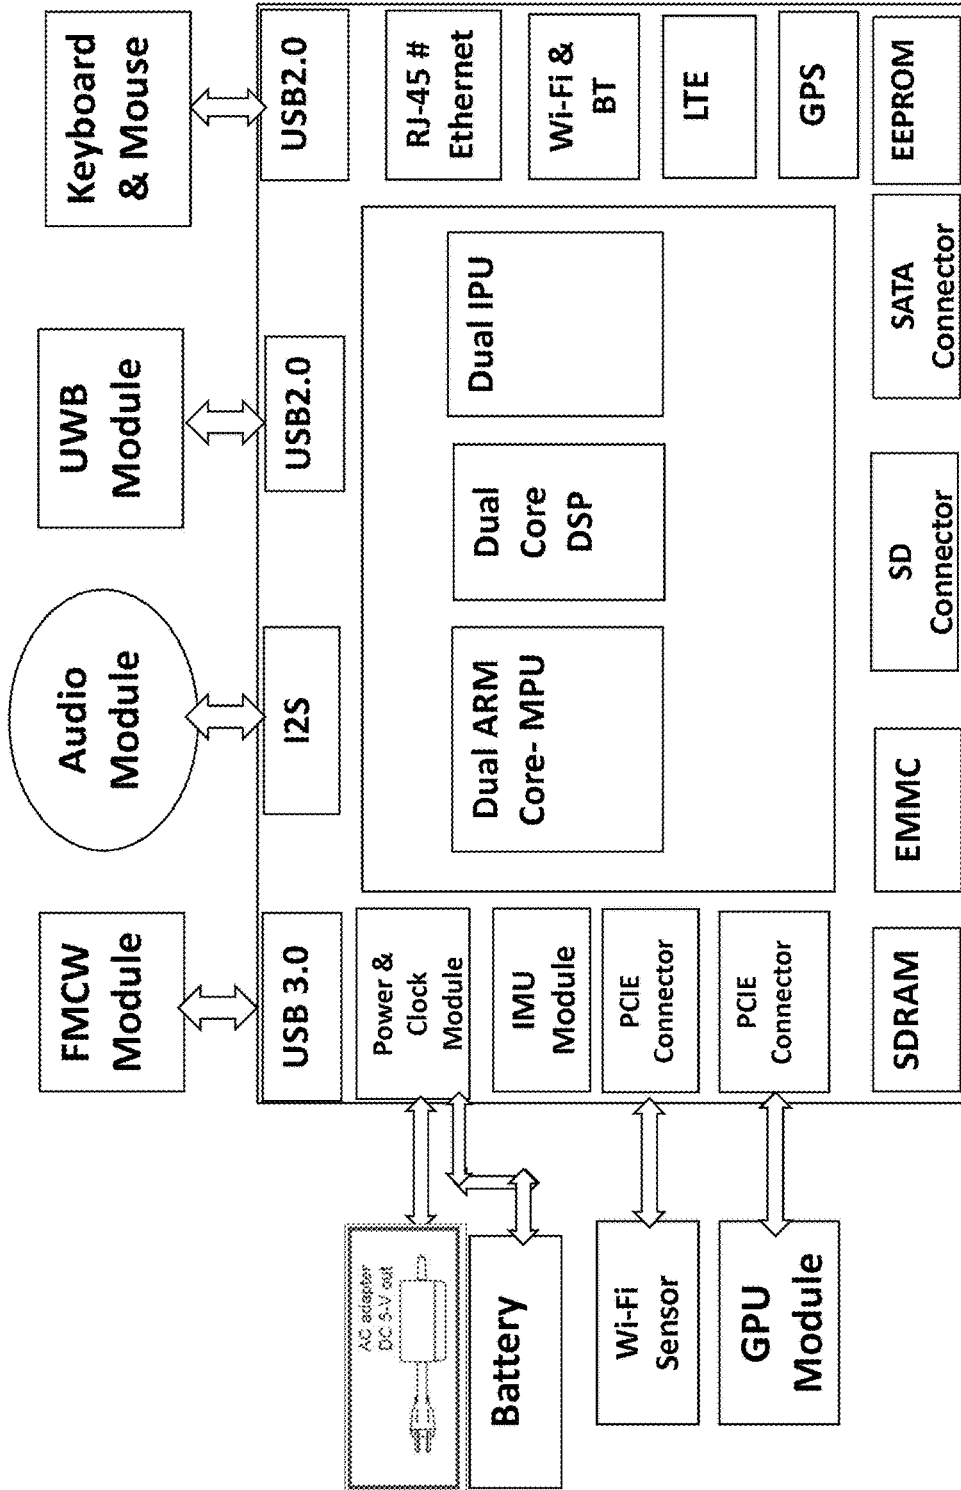 FMCW
Module
Audio
Module
UWB
Module
Keyboard
& Mouse
USB 3.0
I2S
USB2.0
USB2.0
AC adapter
DC 5-V out
Battery
Wi-Fi
Sensor
GPU
Module
Power &
Clock
Module
IMU
Module
PCIE
Connector
PCIE
Connector
Dual ARM
Core- MPU
Dual
Core
DSP
Dual IPU
RJ-45 #
Ethernet
Wi-Fi &
BT
LTE
GPS
SDRAM
EMMC
SD
Connector
SATA
Connector
EEPROM